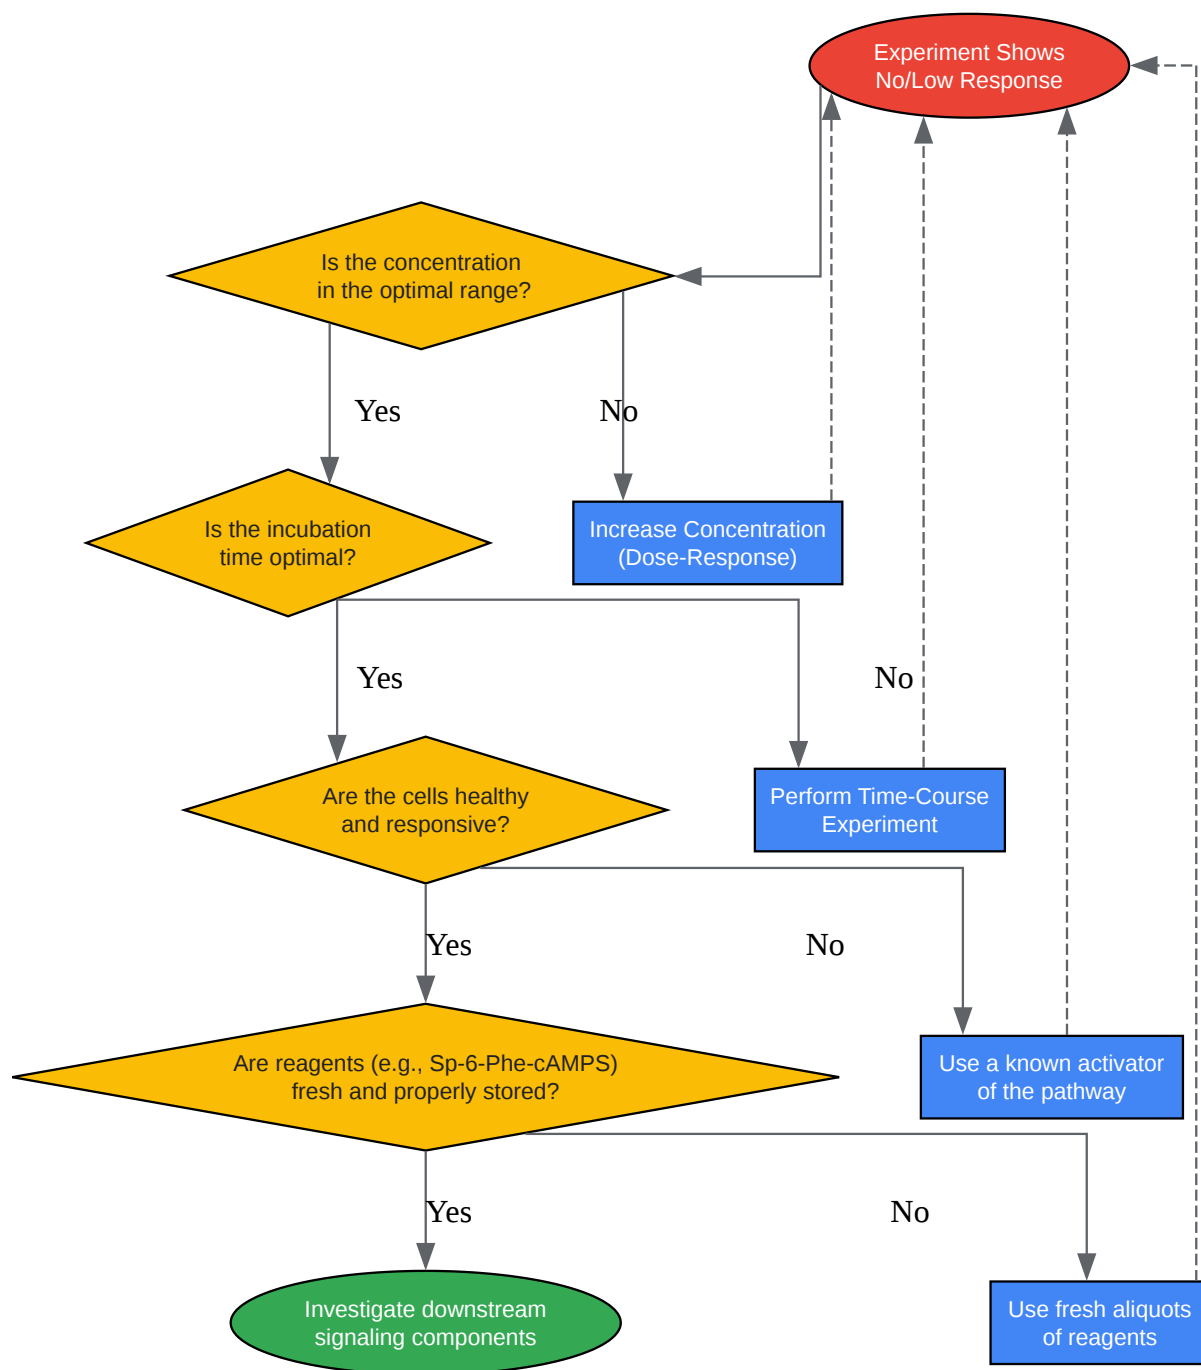 Experiment Shows
No/Low Response
Is the concentration
in the optimal range?
Yes
No
Is the incubation
time optimal?
Increase Concentration
(Dose-Response)
Yes
No
Are the cells healthy
and responsive?
Perform Time-Course
Experiment
Yes
No
Are reagents (e.g., Sp-6-Phe-cAMPS)
fresh and properly stored?
Use a known activator
of the pathway
Yes
No
Investigate downstream
signaling components
Use fresh aliquots
of reagents